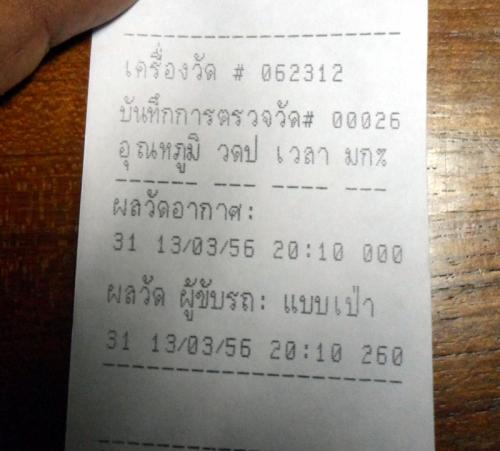 เครื่องวัด # 062312
บันทึกการตรวจวัด# 00026
อุณหภูมิ วดป เวลา มก%
ผลวัดอากาศ:
31 13/03/56 20:10 000
ผลวัด ผู้ขับรถ: แบบเป่า
31 13/03/56 20:10 260